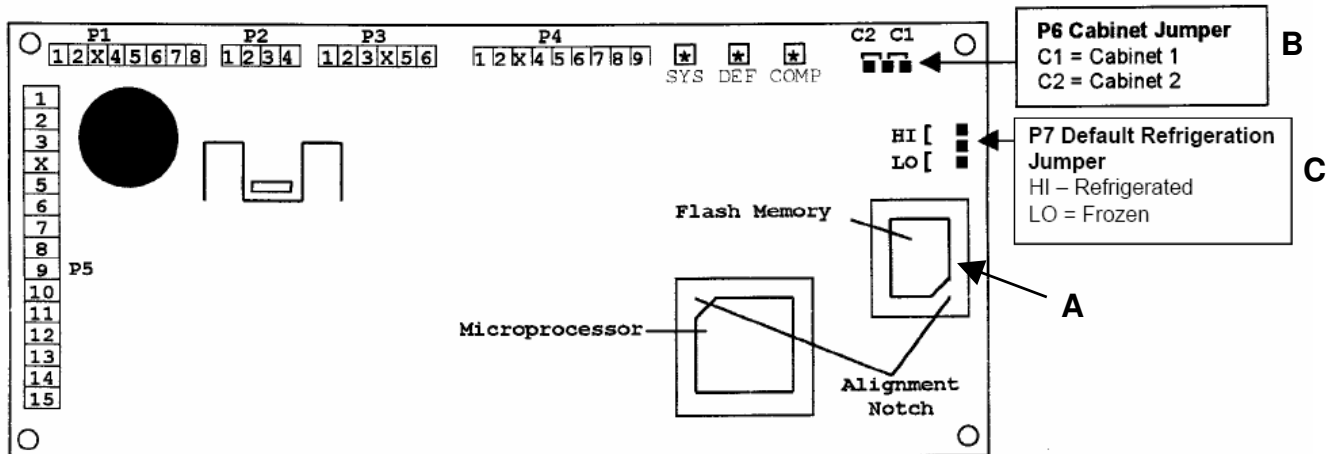 P1 P2 P3 P4 C2 C1
1 2 X 4 5 6 7 8
1 2 3 4
1 2 3 X 5 6
1 2 X 4 5 6 7 8 9
* * *
SYS DEF COMP
P6 Cabinet Jumper
C1 = Cabinet 1
C2 = Cabinet 2
B
1
2
3
X
5
6
7
8
9
10
11
12
13
14
15
P5
HI [
LO [
P7 Default Refrigeration
Jumper
HI – Refrigerated
LO = Frozen
C
Flash Memory
A
Microprocessor
Alignment
Notch